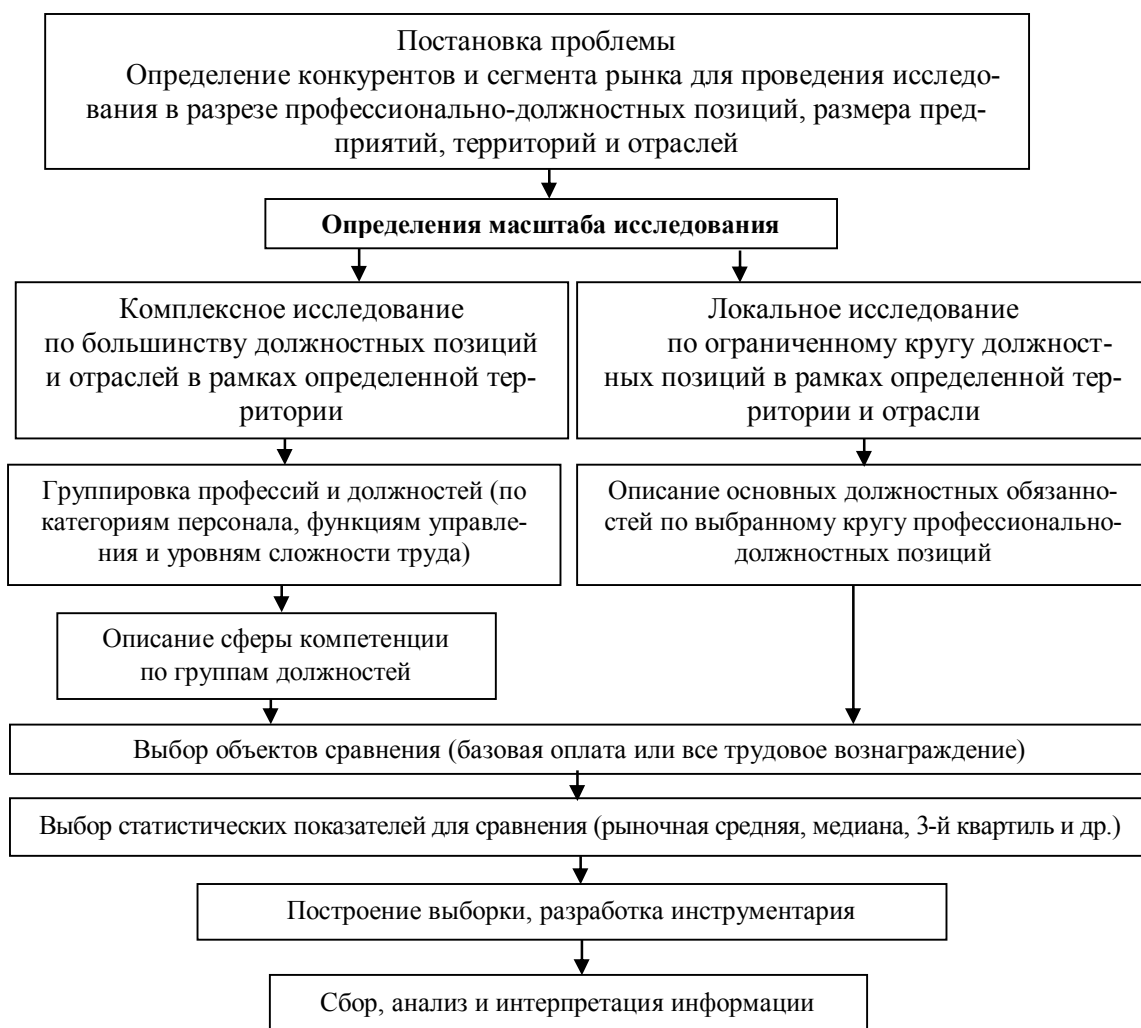 Постановка проблемы
Определение конкурентов и сегмента рынка для проведения исследо-
вания в разрезе профессионально-должностных позиций, размера пред-
приятий, территорий и отраслей
Определения масштаба исследования
Комплексное исследование
по большинству должностных позиций
и отраслей в рамках определенной тер-
ритории
Локальное исследование
по ограниченному кругу должност-
ных позиций в рамках определенной тер-
ритории и отрасли
Группировка профессий и должностей (по
категориям персонала, функциям управле-
ния и уровням сложности труда)
Описание основных должностных обязанно-
стей по выбранному кругу профессионально-
должностных позиций
Описание сферы компетенции
по группам должностей
Выбор объектов сравнения (базовая оплата или все трудовое вознаграждение)
Выбор статистических показателей для сравнения (рыночная средняя, медиана, 3-й квартиль и др.)
Построение выборки, разработка инструментария
Сбор, анализ и интерпретация информации